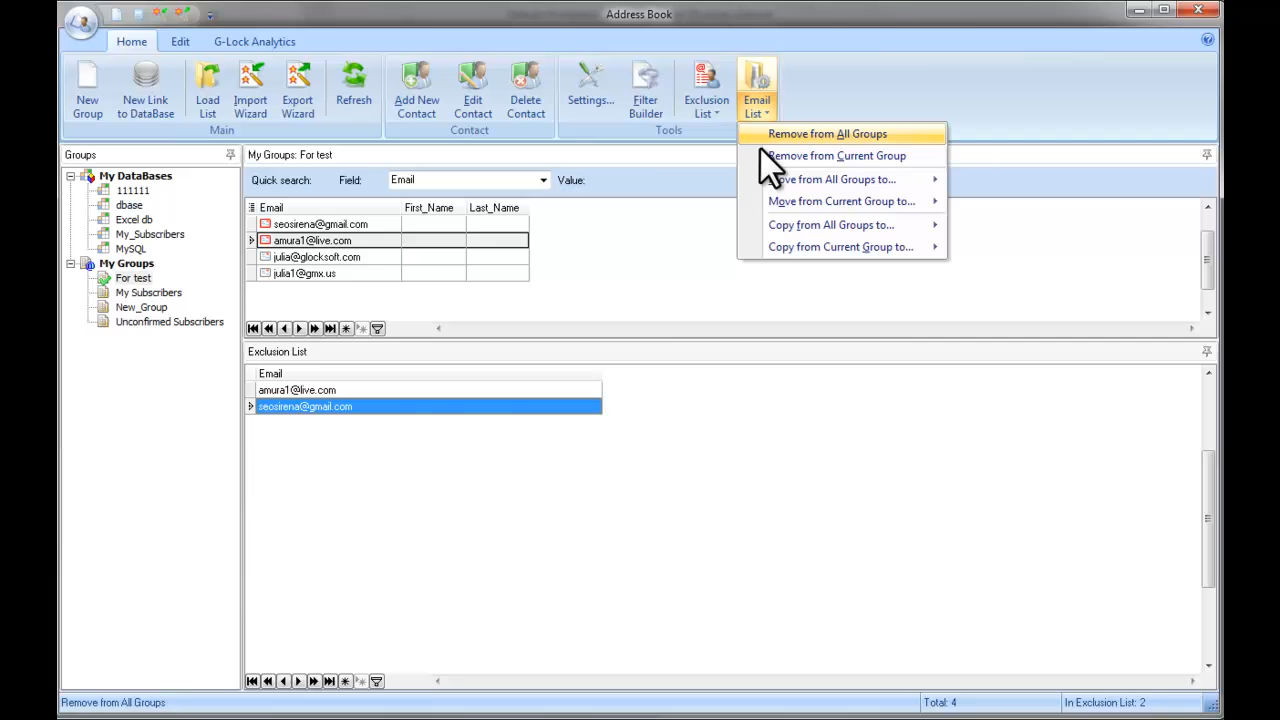 Address Book
Home Edit G-Lock Analytics
New Group
New Link to DataBase
Load List
Import Wizard
Export Wizard
Refresh
Add New Contact
Edit Contact
Delete Contact
Settings...
Filter Builder
Exclusion List
Email List
Main Contact Tools
Remove from All Groups
Remove from Current Group
ove from All Groups to...
Move from Current Group to...
Copy from All Groups to...
Copy from Current Group to...
Groups
My DataBases
111111
dbase
Excel db
My_Subscribers
MySQL
My Groups
For test
My Subscribers
New_Group
Unconfirmed Subscribers
My Groups: For test
Quick search: Field: Email Value:
Email First_Name Last_Name
seosirena@gmail.com
amura1@live.com
julia@glocksoft.com
julia1@gmx.us
Exclusion List
Email
amura1@live.com
seosirena@gmail.com
Remove from All Groups Total: 4 In Exclusion List: 2